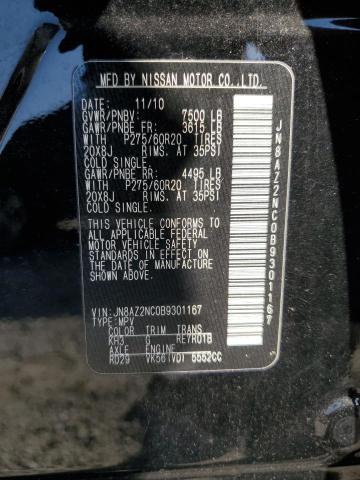 MFD BY NISSAN MOTOR CO.,LTD.
DATE: 11/10
GVWR/PNBV: 7500 LB
GAWR/PNBE FR: 3615 LB
WITH P275/60R20 TIRES
20X8J RIMS. AT 35PSI
COLD SINGLE.
GAWR/PNBE RR: 4495 LB
WITH P275/60R20 TIRES
20X8J RIMS. AT 35PSI
COLD SINGLE.
THIS VEHICLE CONFORMS TO
ALL APPLICABLE FEDERAL
MOTOR VEHICLE SAFETY
STANDARDS IN EFFECT ON THE
DATE OF MANUFACTURE
SHOWN ABOVE.
VIN: JN8AZ2NC0B9301167
TYPE: MPV
COLOR TRIM TRANS
KH3 G RE7R01B
AXLE ENGINE
RD29 VK56(VD) 5552CC
JN8AZ2NC0B9301167